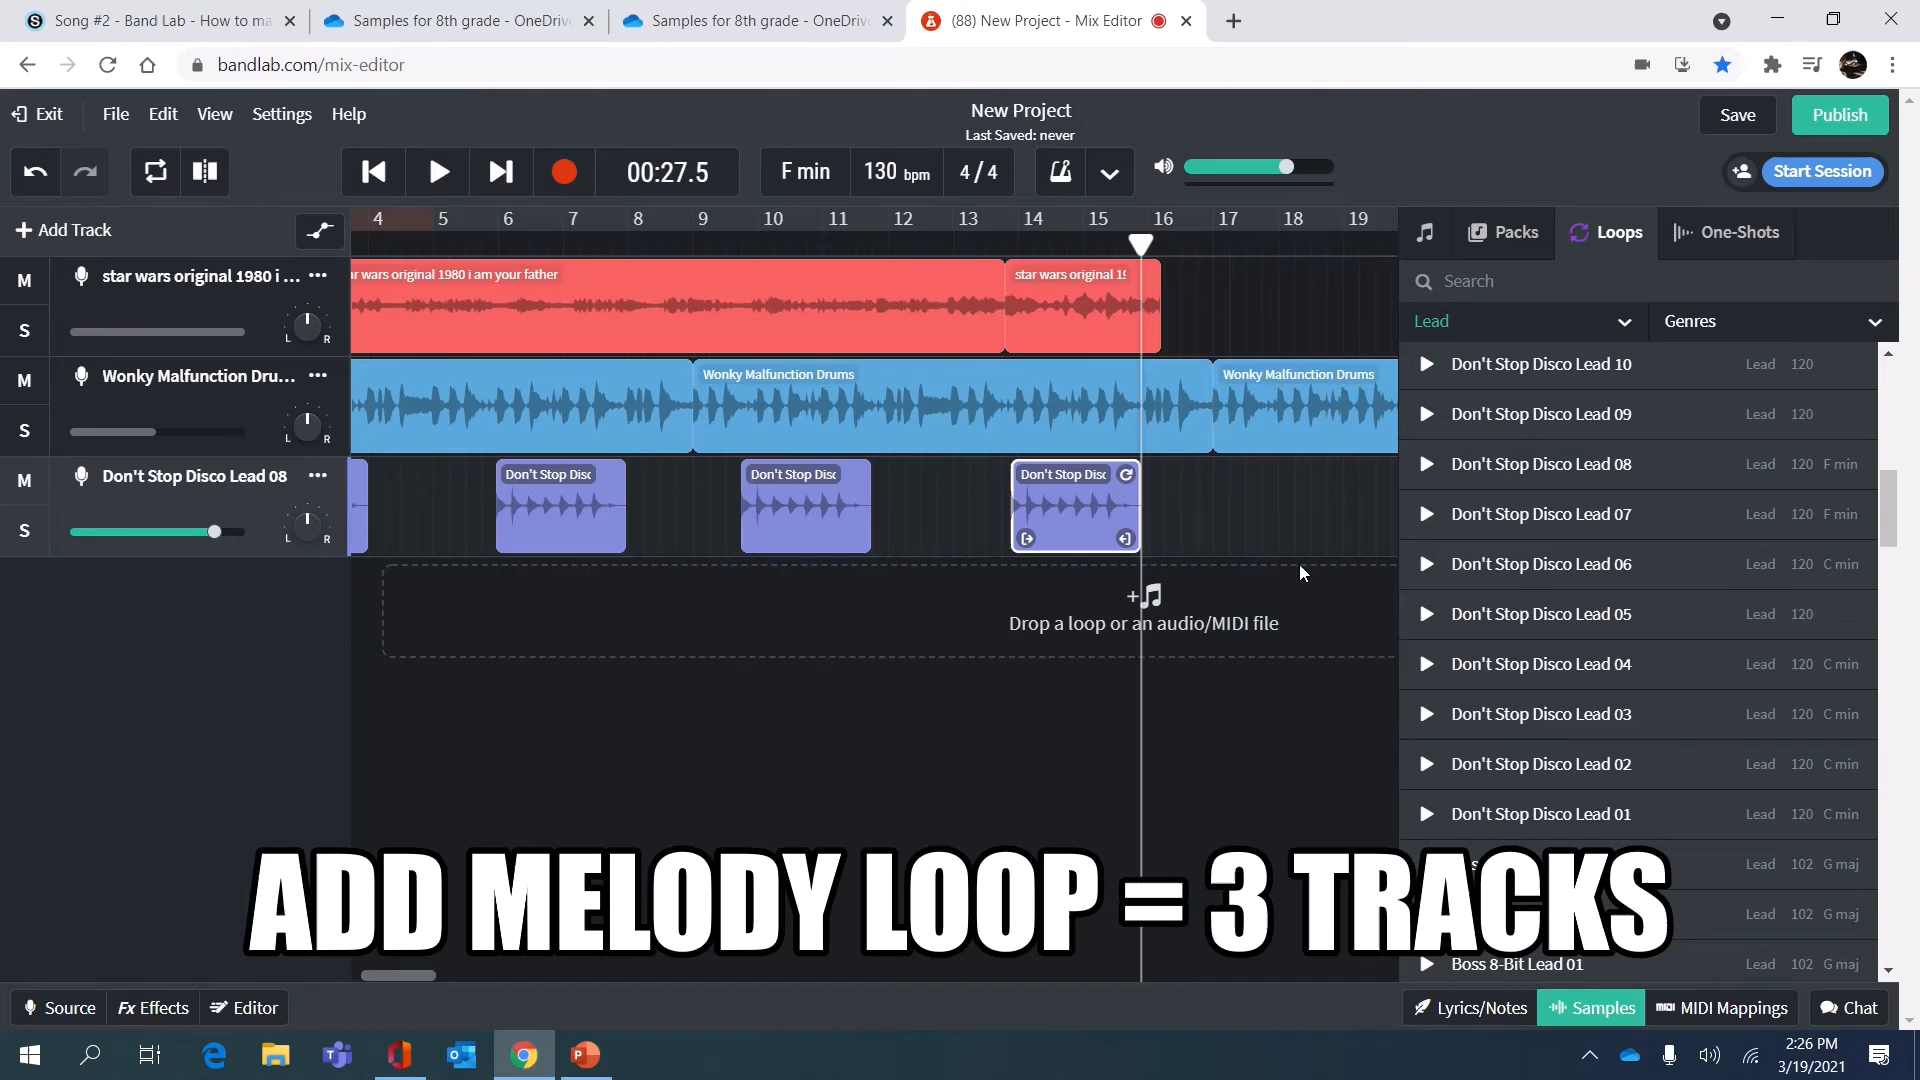 Song #2 - Band Lab - How to ma
Samples for 8th grade - OneDriv
Samples for 8th grade - OneDrive
(88) New Project - Mix Editor
bandlab.com/mix-editor
Exit File Edit View Settings Help
New Project
Last Saved: never
Save Publish
00:27.5 F min 130 bpm 4/4
Start Session
+ Add Track
4 5 6 7 8 9 10 11 12 13 14 15 16 17 18 19
Packs Loops One-Shots
M star wars original 1980 i ... •••
S L R
r wars original 1980 i am your father
star wars original 19
Search
Lead Genres
M Wonky Malfunction Dru... •••
S L R
Wonky Malfunction Drums
Wonky Malfunction Drums
M Don't Stop Disco Lead 08 •••
S L R
Don't Stop Disc
Don't Stop Disc
Don't Stop Disc
Drop a loop or an audio/MIDI file
Don't Stop Disco Lead 10 Lead 120
Don't Stop Disco Lead 09 Lead 120
Don't Stop Disco Lead 08 Lead 120 F min
Don't Stop Disco Lead 07 Lead 120 F min
Don't Stop Disco Lead 06 Lead 120 C min
Don't Stop Disco Lead 05 Lead 120
Don't Stop Disco Lead 04 Lead 120 C min
Don't Stop Disco Lead 03 Lead 120 C min
Don't Stop Disco Lead 02 Lead 120 C min
Don't Stop Disco Lead 01 Lead 120 C min
Lead 102 G maj
Lead 102 G maj
Boss 8-Bit Lead 01 Lead 102 G maj
ADD MELODY LOOP = 3 TRACKS
Source Fx Effects Editor
Lyrics/Notes Samples MIDI MIDI Mappings Chat
2:26 PM
3/19/2021